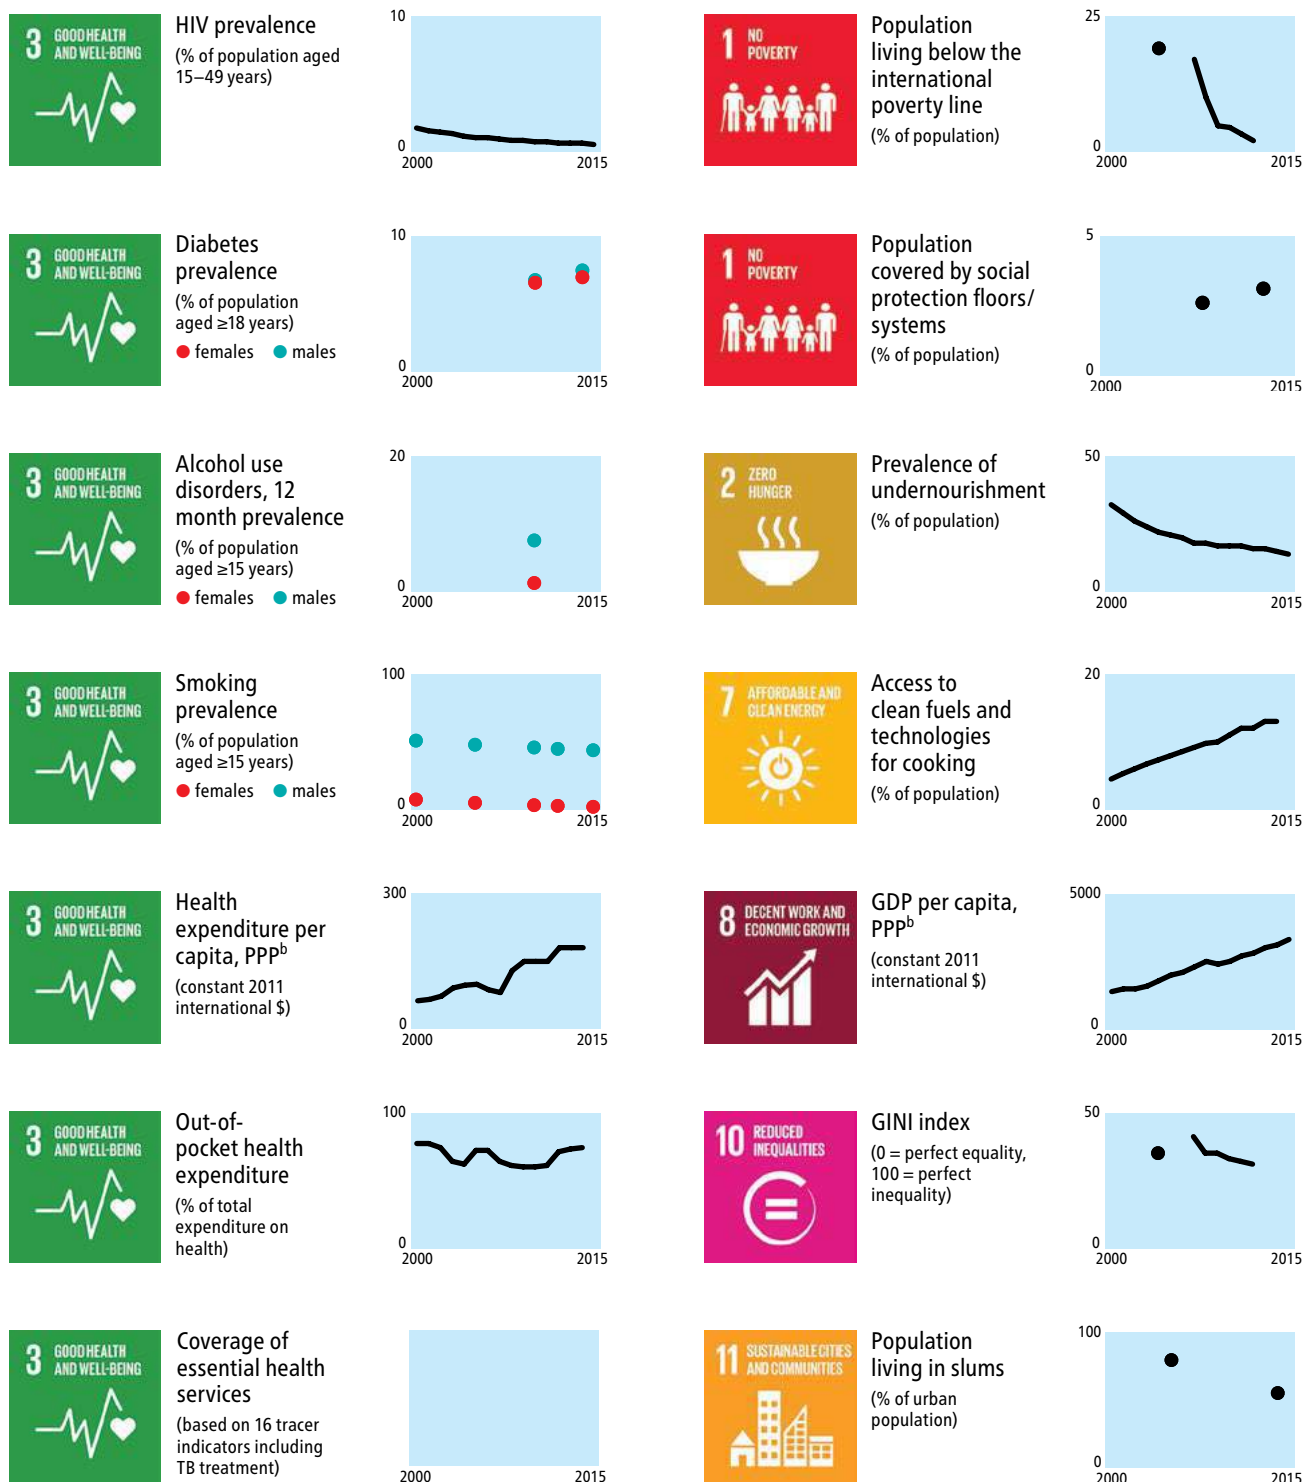 3 GOOD HEALTH
AND WELL-BEING
HIV prevalence
(% of population aged
15–49 years)
10
0
2000 2015
3 GOOD HEALTH
AND WELL-BEING
Diabetes
prevalence
(% of population
aged ≥18 years)
females males
10
0
2000 2015
3 GOOD HEALTH
AND WELL-BEING
Alcohol use
disorders, 12
month prevalence
(% of population
aged ≥15 years)
females males
20
0
2000 2015
3 GOOD HEALTH
AND WELL-BEING
Smoking
prevalence
(% of population
aged ≥15 years)
females males
100
0
2000 2015
3 GOOD HEALTH
AND WELL-BEING
Health
expenditure per
capita, PPPᵇ
(constant 2011
international $)
300
0
2000 2015
3 GOOD HEALTH
AND WELL-BEING
Out-of-
pocket health
expenditure
(% of total
expenditure on
health)
100
0
2000 2015
3 GOOD HEALTH
AND WELL-BEING
Coverage of
essential health
services
(based on 16 tracer
indicators including
TB treatment)
2000 2015
1 NO
POVERTY
Population
living below the
international
poverty line
(% of population)
25
0
2000 2015
1 NO
POVERTY
Population
covered by social
protection floors/
systems
(% of population)
5
0
2000 2015
2 ZERO
HUNGER
Prevalence of
undernourishment
(% of population)
50
0
2000 2015
7 AFFORDABLE AND
CLEAN ENERGY
Access to
clean fuels and
technologies
for cooking
(% of population)
20
0
2000 2015
8 DECENT WORK AND
ECONOMIC GROWTH
GDP per capita,
PPPᵇ
(constant 2011
international $)
5000
0
2000 2015
10 REDUCED
INEQUALITIES
GINI index
(0 = perfect equality,
100 = perfect
inequality)
50
0
2000 2015
11 SUSTAINABLE CITIES
AND COMMUNITIES
Population
living in slums
(% of urban
population)
100
0
2000 2015